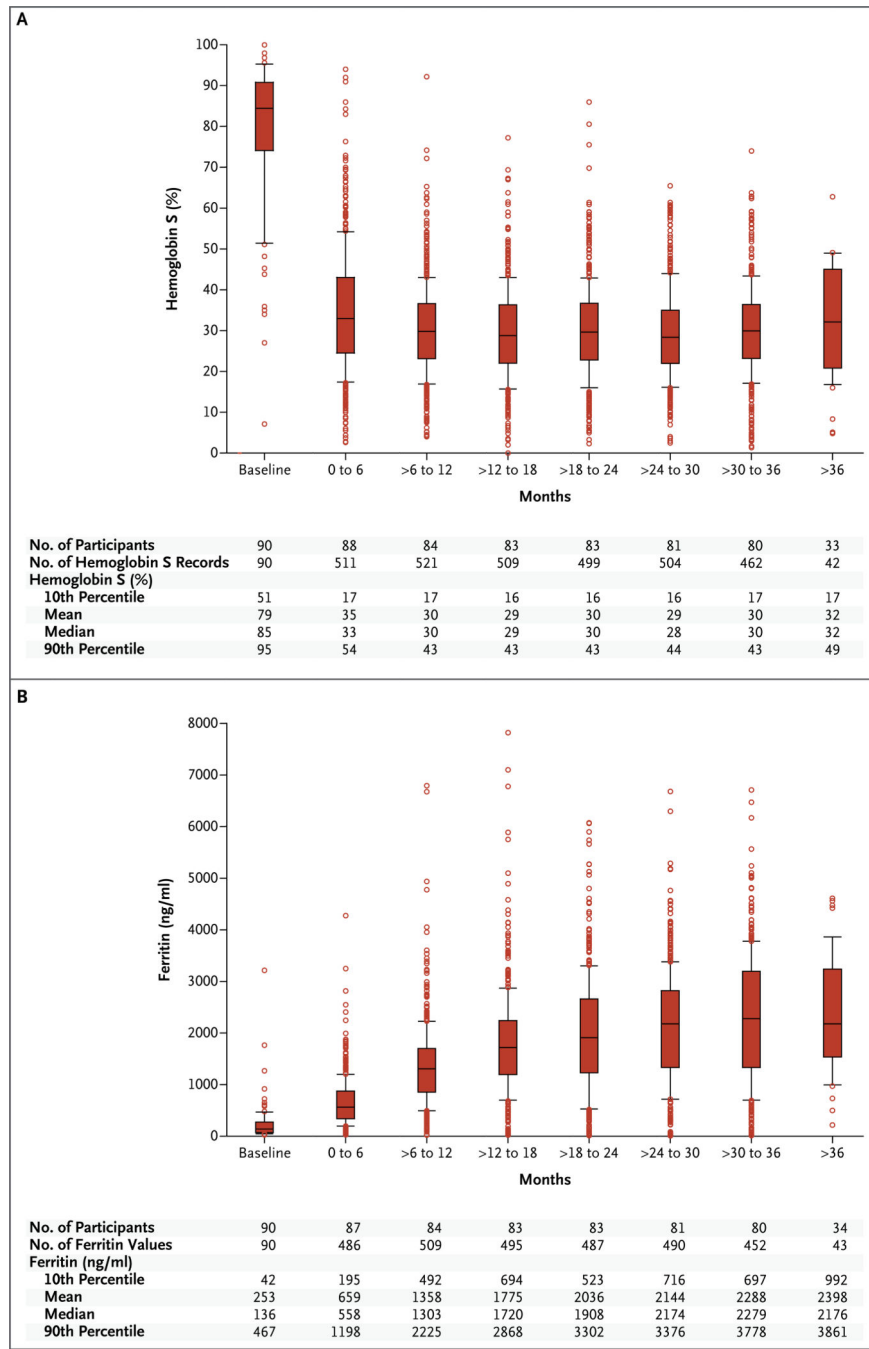 A
100
90
80
70
60
50
40
30
20
10
0
Hemoglobin S (%)
Baseline 0 to 6 >6 to 12 >12 to 18 >18 to 24 >24 to 30 >30 to 36 >36
Months
No. of Participants 90 88 84 83 83 81 80 33
No. of Hemoglobin S Records 90 511 521 509 499 504 462 42
Hemoglobin S (%)
10th Percentile 51 17 17 16 16 16 17 17
Mean 79 35 30 29 30 29 30 32
Median 85 33 30 29 30 28 30 32
90th Percentile 95 54 43 43 43 44 43 49
B
8000
7000
6000
5000
4000
3000
2000
1000
0
Ferritin (ng/ml)
Baseline 0 to 6 >6 to 12 >12 to 18 >18 to 24 >24 to 30 >30 to 36 >36
Months
No. of Participants 90 87 84 83 83 81 80 34
No. of Ferritin Values 90 486 509 495 487 490 452 43
Ferritin (ng/ml)
10th Percentile 42 195 492 694 523 716 697 992
Mean 253 659 1358 1775 2036 2144 2288 2398
Median 136 558 1303 1720 1908 2174 2279 2176
90th Percentile 467 1198 2225 2868 3302 3376 3778 3861